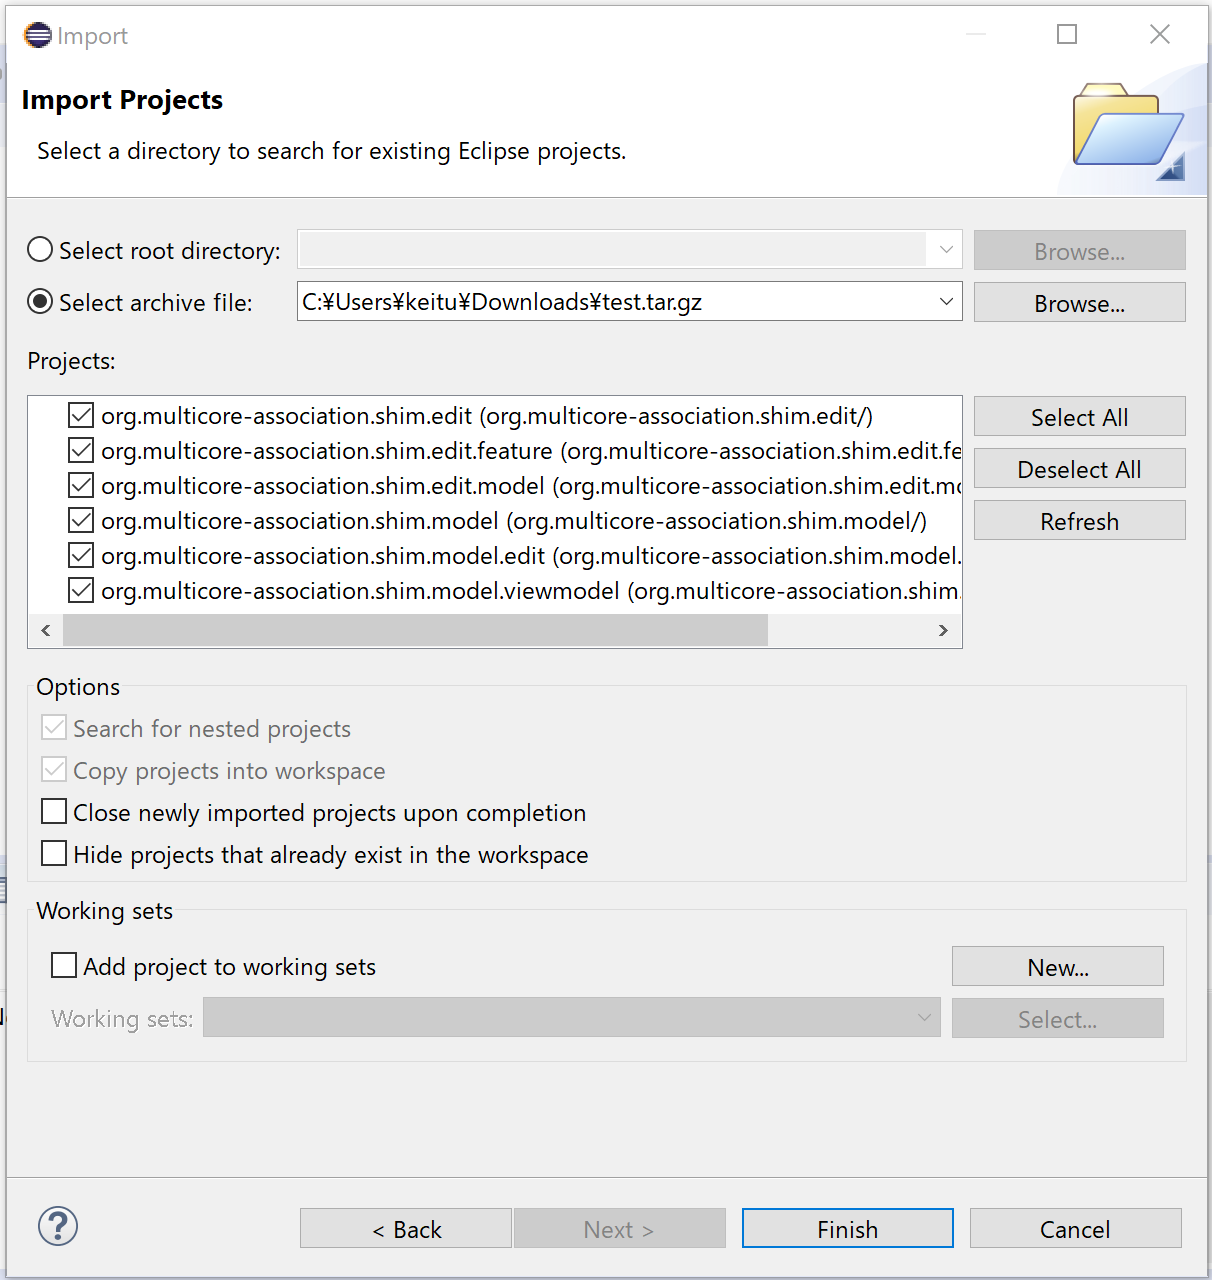 Import
Import Projects
Select a directory to search for existing Eclipse projects.
Select root directory:
Browse...
Select archive file:
C:¥Users¥keitu¥Downloads¥test.tar.gz
Browse...
Projects:
org.multicore-association.shim.edit (org.multicore-association.shim.edit/)
org.multicore-association.shim.edit.feature (org.multicore-association.shim.edit.fe
org.multicore-association.shim.edit.model (org.multicore-association.shim.edit.mo
org.multicore-association.shim.model (org.multicore-association.shim.model/)
org.multicore-association.shim.model.edit (org.multicore-association.shim.model.
org.multicore-association.shim.model.viewmodel (org.multicore-association.shim.
Select All
Deselect All
Refresh
Options
Search for nested projects
Copy projects into workspace
Close newly imported projects upon completion
Hide projects that already exist in the workspace
Working sets
Add project to working sets
New...
Working sets:
Select...
?
< Back
Next >
Finish
Cancel